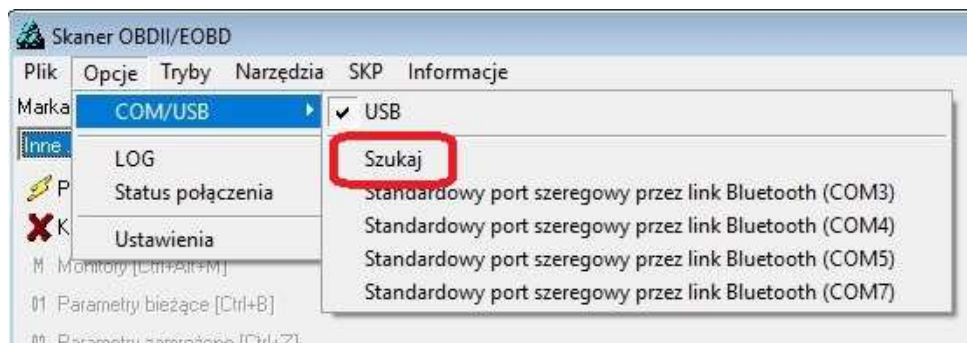 Skaner OBDII/EOBD
Plik Opcje Tryby Narzędzia SKP Informacje
Marka
COM/USB
USB
Inne
LOG
Szukaj
Status połączenia
Standardowy port szeregowy przez link Bluetooth (COM3)
Standardowy port szeregowy przez link Bluetooth (COM4)
Ustawienia
Standardowy port szeregowy przez link Bluetooth (COM5)
Standardowy port szeregowy przez link Bluetooth (COM7)
M Monitory [Ctrl+Alt+M]
01 Parametry bieżące [Ctrl+B]